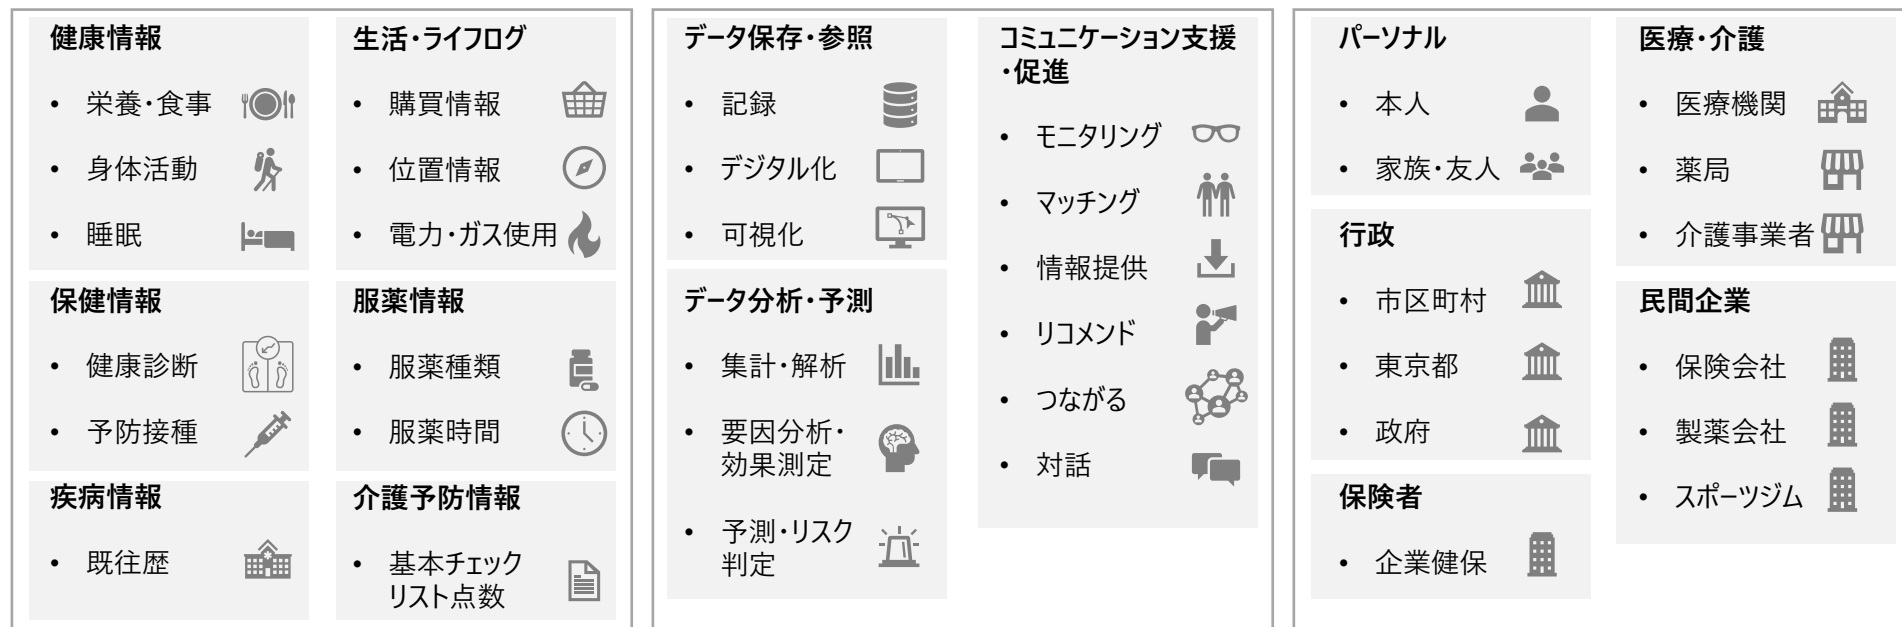 健康情報
• 栄養・食事
• 身体活動
• 睡眠
生活・ライフログ
• 購買情報
• 位置情報
• 電力・ガス使用
保健情報
• 健康診断
• 予防接種
服薬情報
• 服薬種類
• 服薬時間
疾病情報
• 既往歴
介護予防情報
• 基本チェック
リスト点数
データ保存・参照
• 記録
• デジタル化
• 可視化
データ分析・予測
• 集計・解析
• 要因分析・
効果測定
• 予測・リスク
判定
コミュニケーション支援
・促進
• モニタリング
• マッチング
• 情報提供
• リコメンド
• つながる
• 対話
パーソナル
• 本人
• 家族・友人
行政
• 市区町村
• 東京都
• 政府
保険者
• 企業健保
医療・介護
• 医療機関
• 薬局
• 介護事業者
民間企業
• 保険会社
• 製薬会社
• スポーツジム